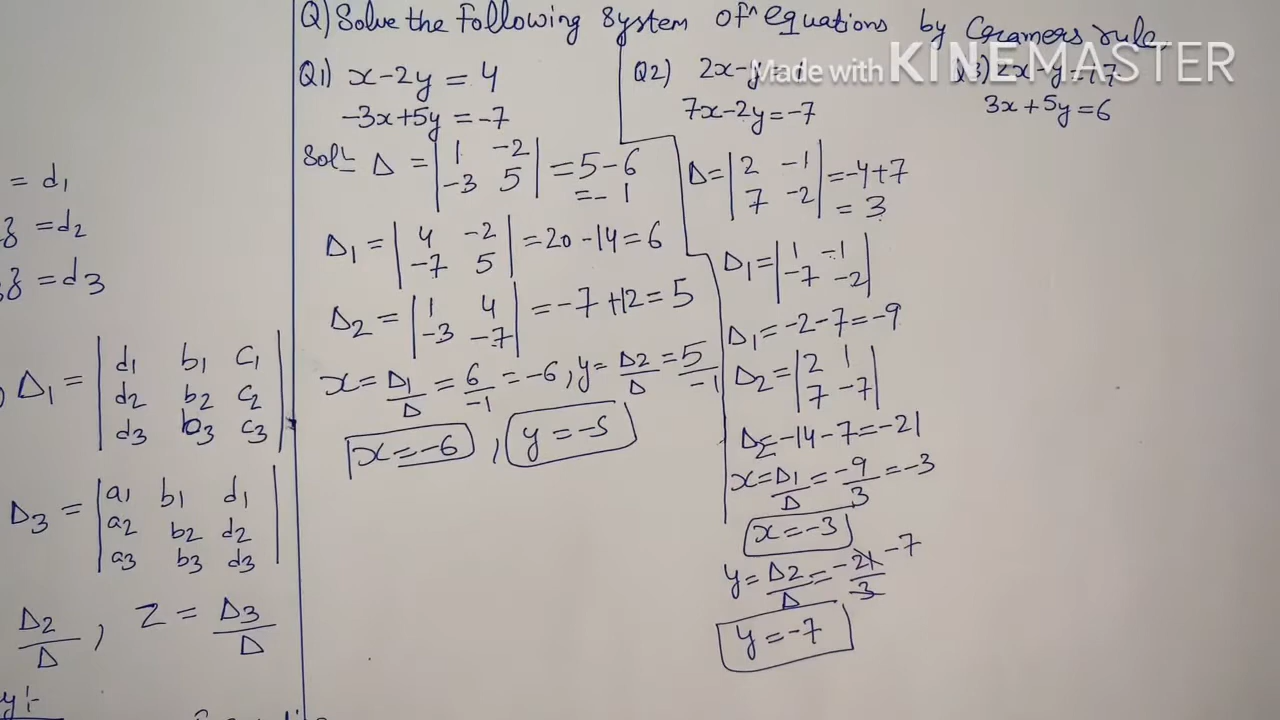 Q) Solve the Following System of equations by Cramers rule
Made with KINEMASTER
= d1
z = d2
z = d3
Δ1 = | d1 b1 c1 |
| d2 b2 c2 |
| d3 b3 c3 |
Δ3 = | a1 b1 d1 |
| a2 b2 d2 |
| a3 b3 d3 |
Δ2/Δ , Z = Δ3/Δ
Q1) x-2y = 4
-3x+5y = -7
Sol:- Δ = | 1 -2 | = 5-6
| -3 5 | = -1
Δ1 = | 4 -2 | = 20-14 = 6
| -7 5 |
Δ2 = | 1 4 | = -7+12 = 5
| -3 -7 |
x = Δ1/Δ = 6/-1 = -6, y = Δ2/Δ = 5/-1
x = -6 , y = -5
Q2) 2x-y = 1
7x-2y = -7
Δ = | 2 -1 | = -4+7
| 7 -2 | = 3
Δ1 = | 1 -1 |
| -7 -2 |
Δ1 = -2-7 = -9
Δ2 = | 2 1 |
| 7 -7 |
Δ2 = -14-7 = -21
x = Δ1/Δ = -9/3 = -3
x = -3
y = Δ2/Δ = -21/3 -7
y = -7
Q3) 2x-y = 17
3x+5y = 6